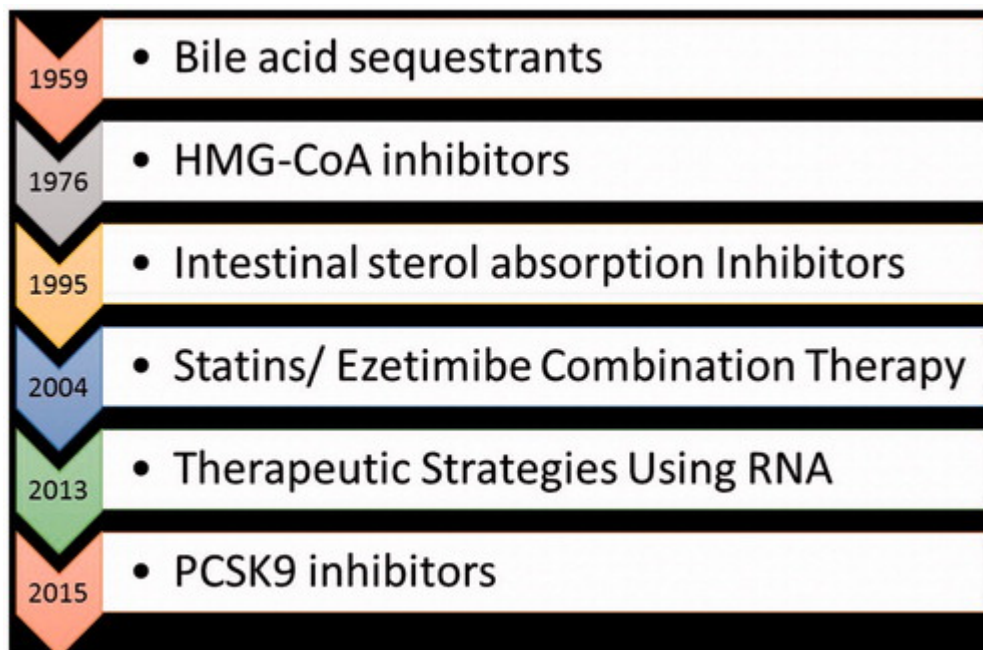 1959
• Bile acid sequestrants
1976
• HMG-CoA inhibitors
1995
• Intestinal sterol absorption Inhibitors
2004
• Statins/ Ezetimibe Combination Therapy
2013
• Therapeutic Strategies Using RNA
2015
• PCSK9 inhibitors